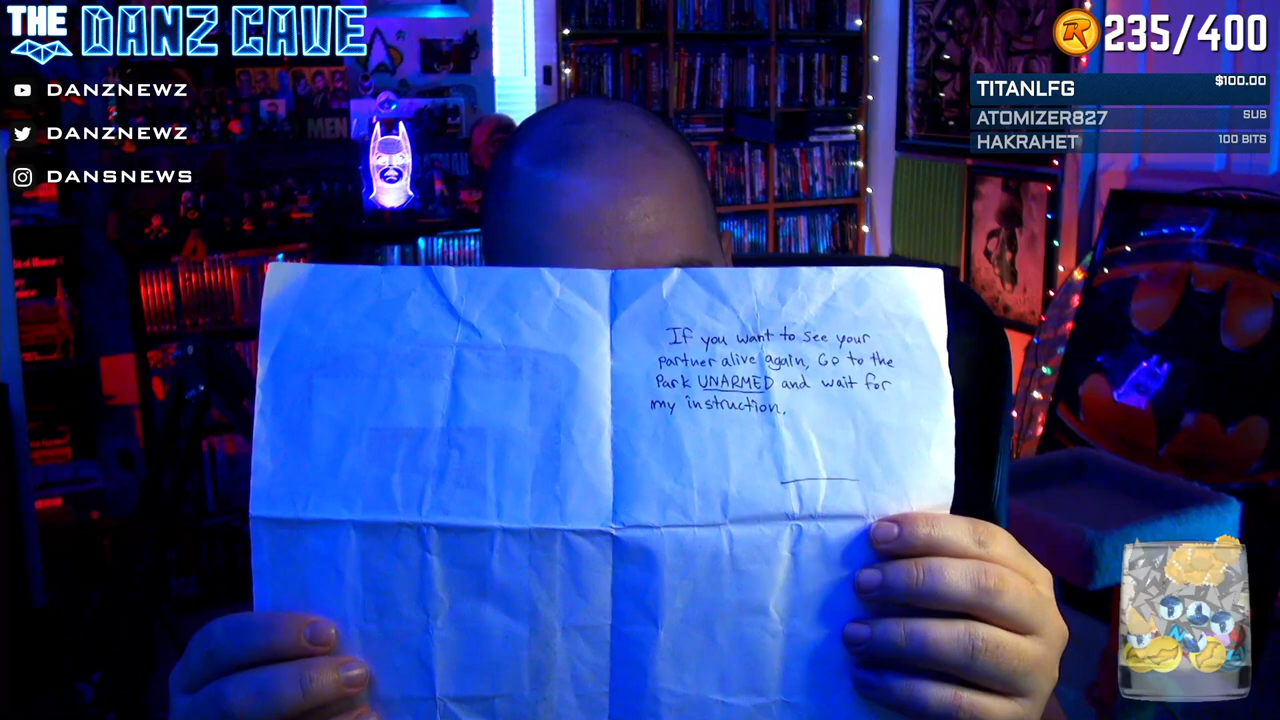 THE DANZ CAVE
DANZNEWZ
DANZNEWZ
DANSNEWS
235/400
TITANLFG $100.00
ATOMIZER827 SUB
HAKRAHET 100 BITS
MEN
R
If you want to see your
partner alive again, Go to the
Park UNARMED and wait for
my instruction.